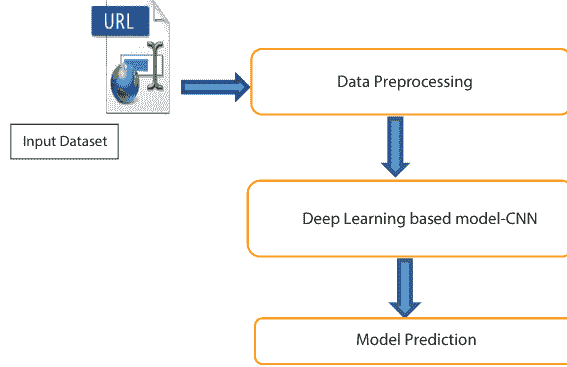 URL
Input Dataset
Data Preprocessing
Deep Learning based model-CNN
Model Prediction